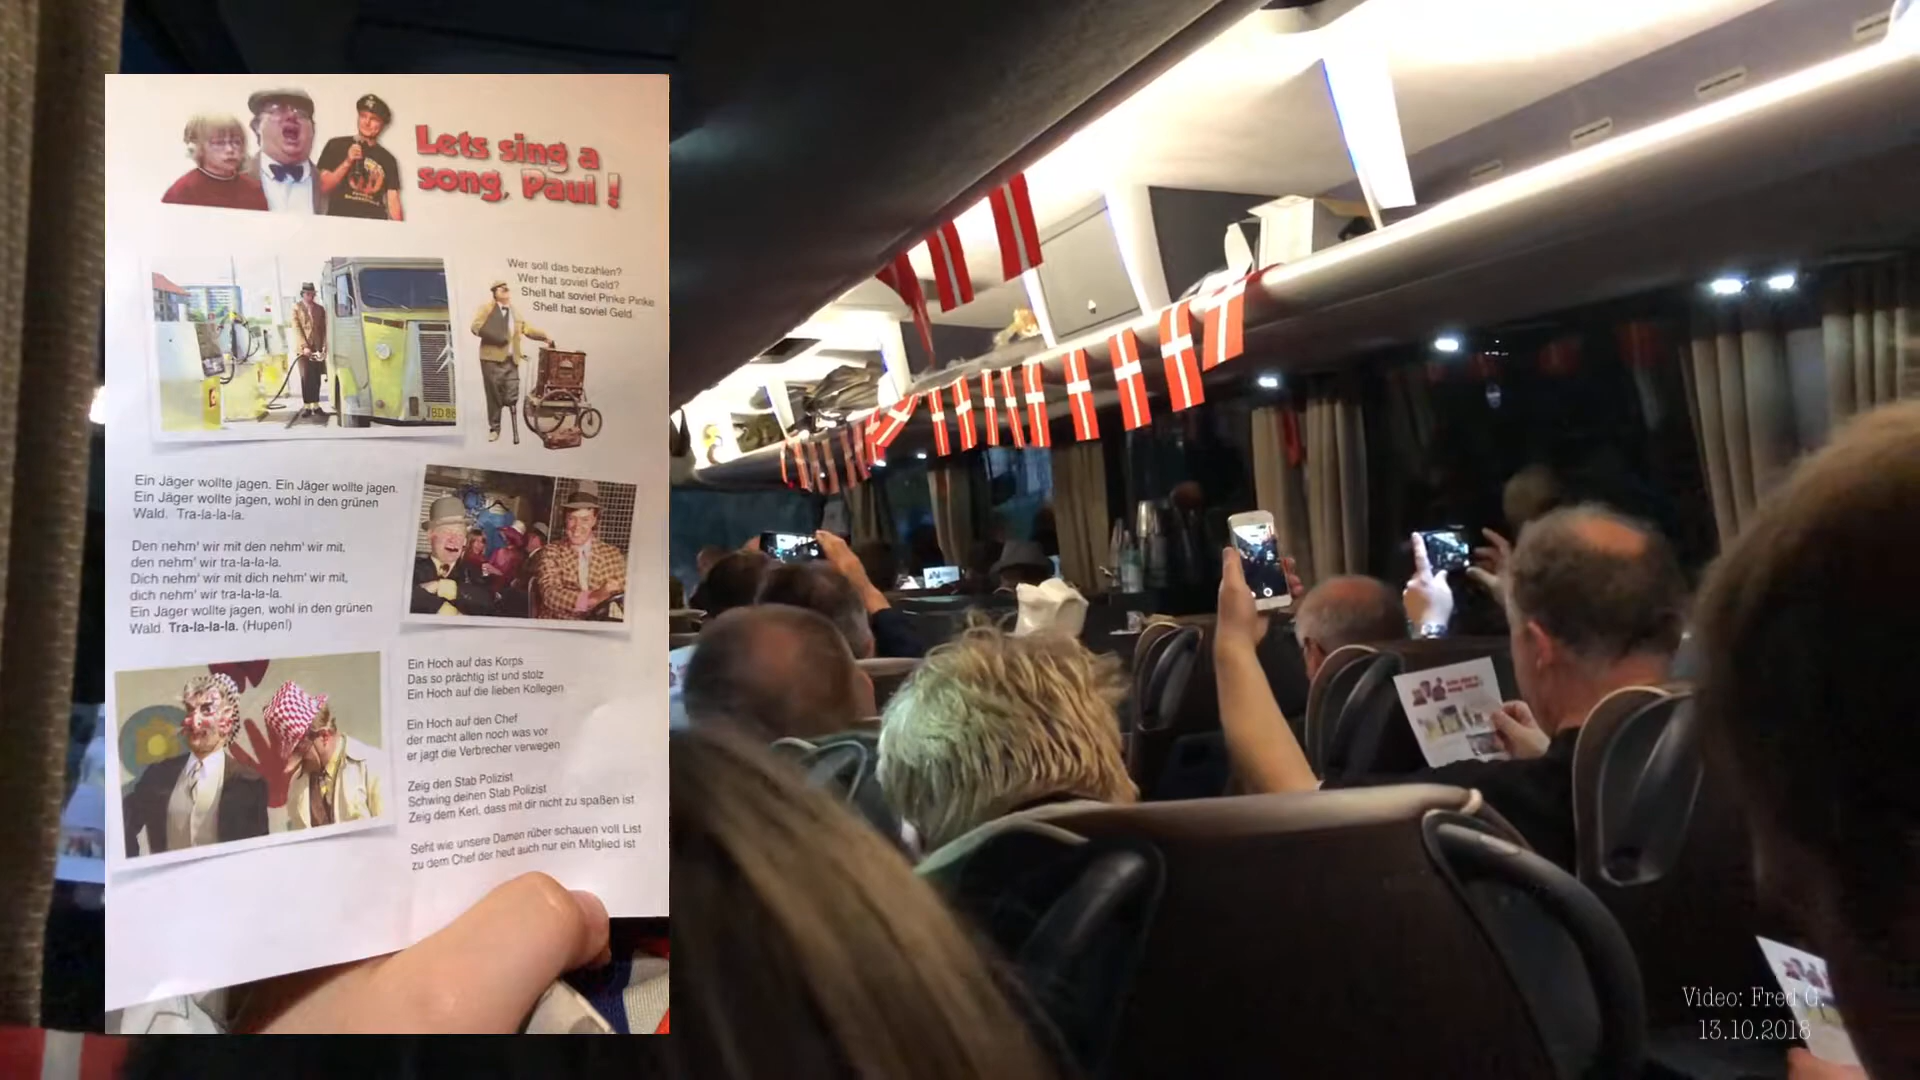 Lets sing a
song, Paul !
Wer soll das bezahlen?
Wer hat soviel Geld?
Shell hat soviel Pinke Pinke
Shell hat soviel Geld
BD 86
Ein Jäger wollte jagen. Ein Jäger wollte jagen.
Ein Jäger wollte jagen, wohl in den grünen
Wald. Tra-la-la-la.
Den nehm' wir mit den nehm' wir mit,
den nehm' wir tra-la-la-la.
Dich nehm' wir mit dich nehm' wir mit,
dich nehm' wir tra-la-la-la.
Ein Jäger wollte jagen, wohl in den grünen
Wald. Tra-la-la-la. (Hupen!)
Ein Hoch auf das Korps
Das so prächtig ist und stolz
Ein Hoch auf die lieben Kollegen
Ein Hoch auf den Chef
der macht allen noch was vor
er jagt die Verbrecher verwegen
Zeig den Stab Polizist
Schwing deinen Stab Polizist
Zeig dem Kerl, dass mit dir nicht zu spaßen ist
Seht wie unsere Damen rüber schauen voll List
zu dem Chef der heut auch nur ein Mitglied ist
Video: Fred G.
13.10.2018